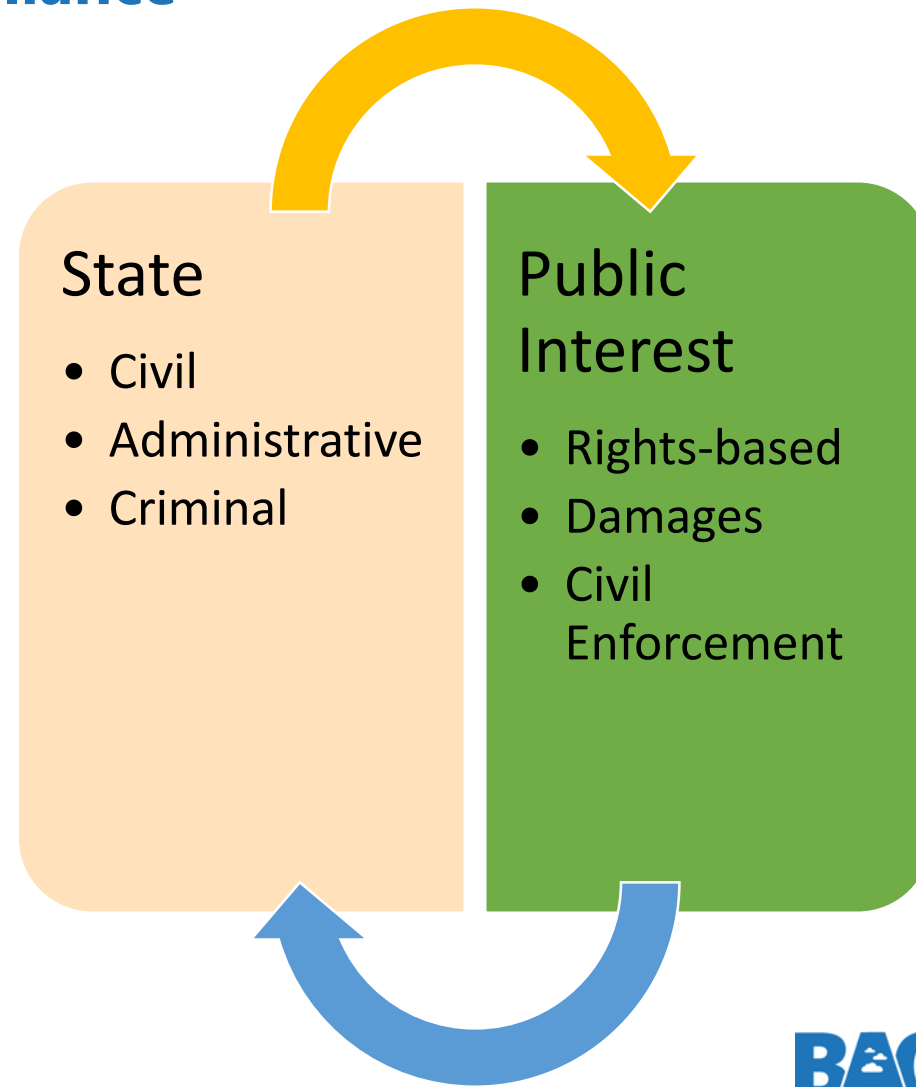 State
• Civil
• Administrative
• Criminal
Public
Interest
• Rights-based
• Damages
• Civil
Enforcement